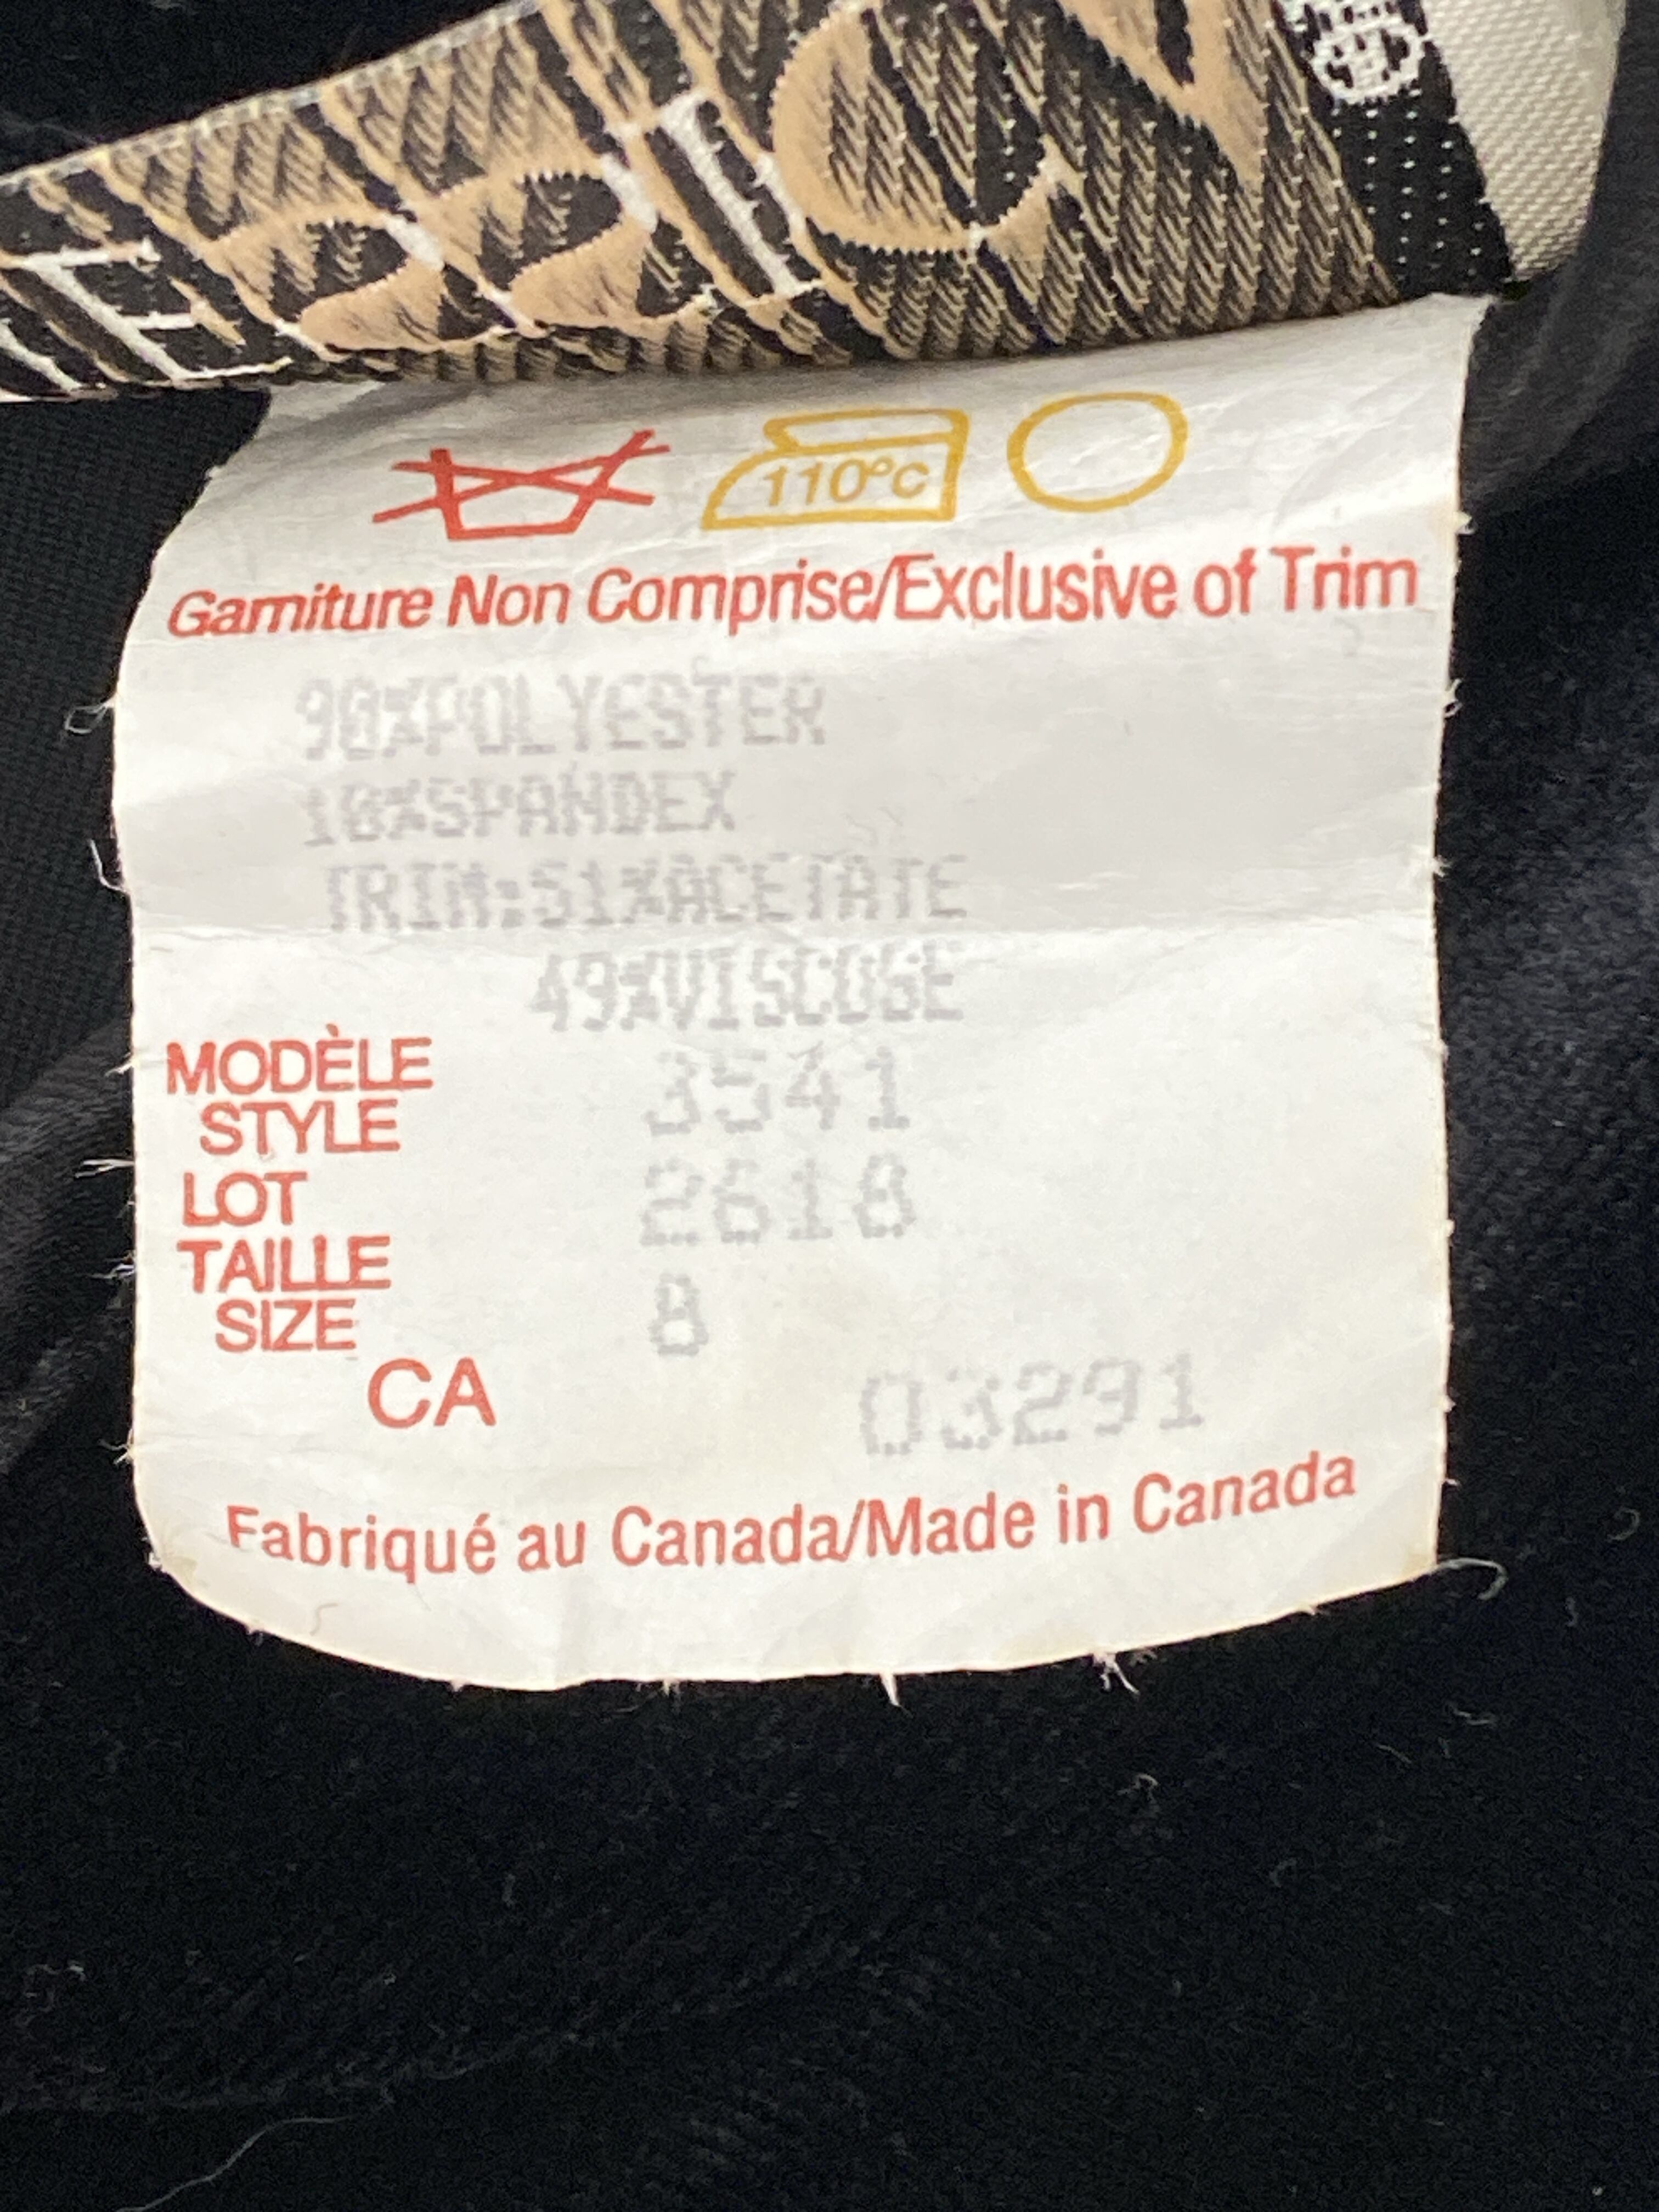 110°C
Garniture Non Comprise/Exclusive of Trim
90%POLYESTER
10%SPANDEX
TRIM:51%ACETATE
49%VISCOSE
MODÈLE
STYLE 3541
LOT 2618
TAILLE
SIZE 8
CA 03291
Fabriqué au Canada/Made in Canada